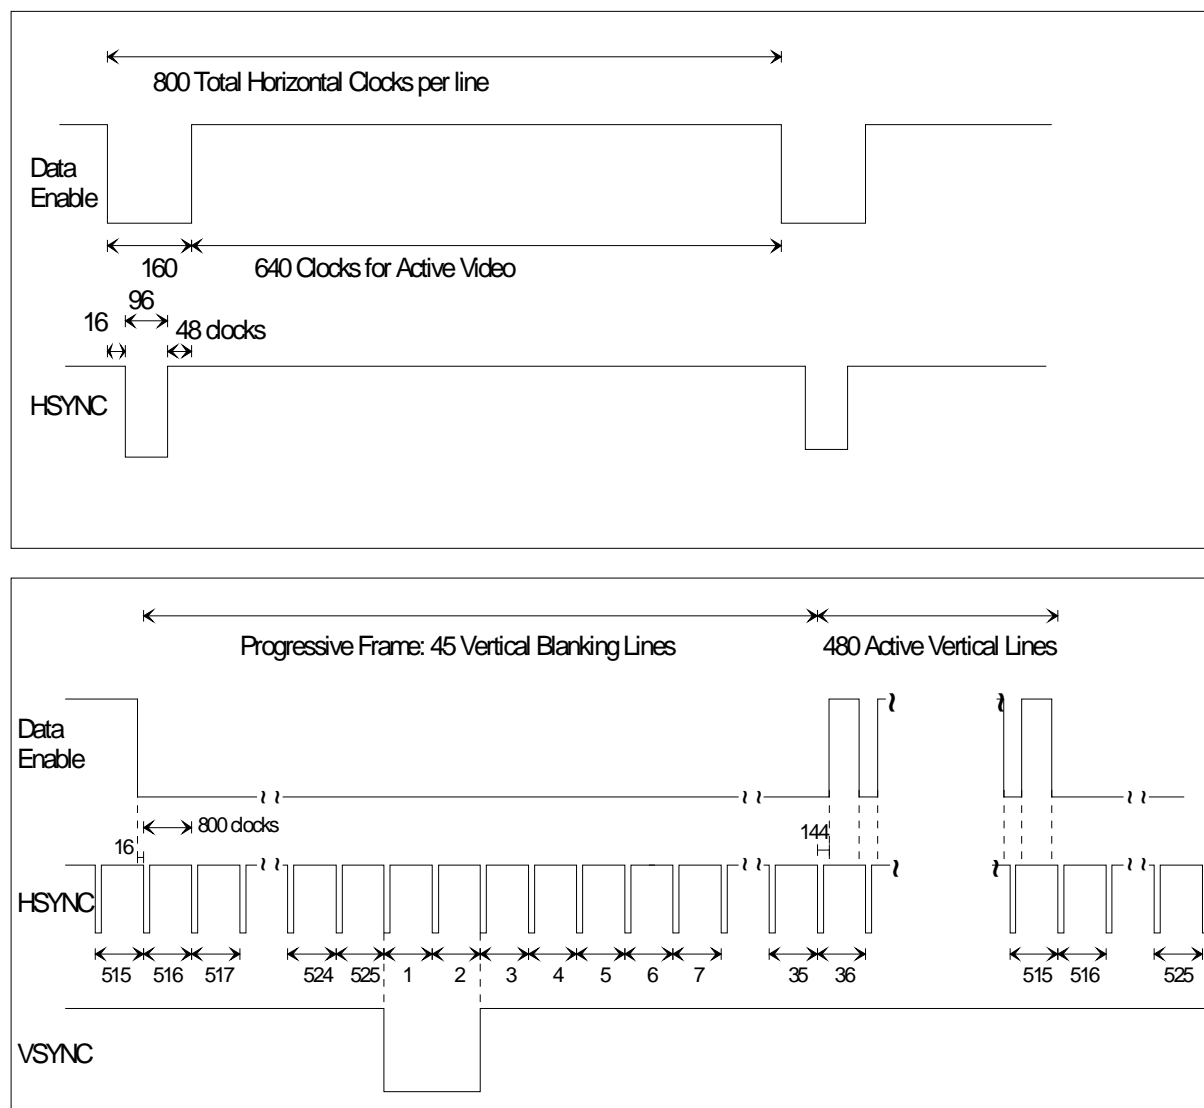 800 Total Horizontal Clocks per line
Data
Enable
160
640 Clocks for Active Video
96
16
48 clocks
HSYNC
Progressive Frame: 45 Vertical Blanking Lines
480 Active Vertical Lines
Data
Enable
800 clocks
144
16
HSYNC
515 516 517 524 525 1 2 3 4 5 6 7 35 36 515 516 525
VSYNC